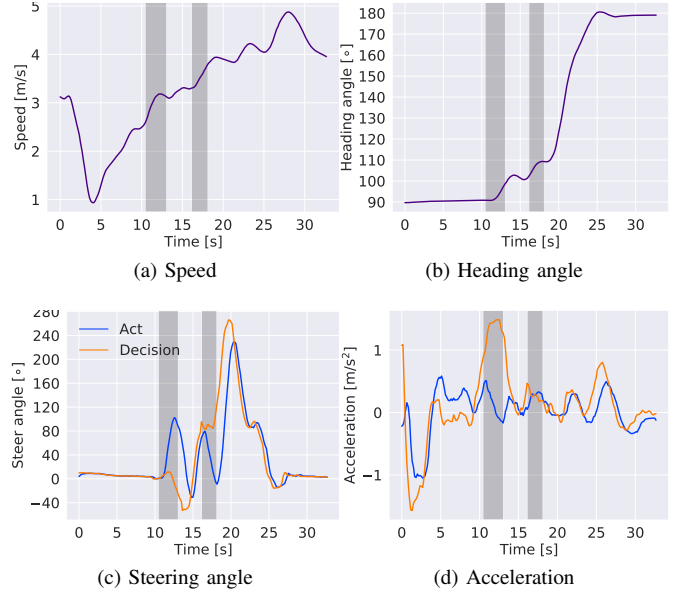 5
4
3
2
1
Speed [m/s]
0 5 10 15 20 25 30
Time [s]
(a) Speed
180
170
160
150
140
130
120
110
100
90
Heading angle [∘]
0 5 10 15 20 25 30
Time [s]
(b) Heading angle
280
240
200
160
120
80
40
0
−40
Steer angle [∘]
Act
Decision
0 5 10 15 20 25 30
Time [s]
(c) Steering angle
1
0
−1
Acceleration [m/s²]
0 5 10 15 20 25 30
Time [s]
(d) Acceleration